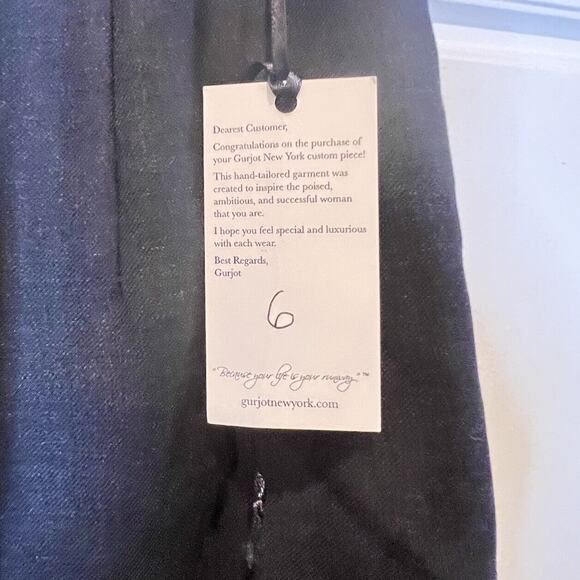 Dearest Customer,
Congratulations on the purchase of
your Gurjot New York custom piece!
This hand-tailored garment was
created to inspire the poised,
ambitious, and successful woman
that you are.
I hope you feel special and luxurious
with each wear.
Best Regards,
Gurjot
6
"Because your life is your runway."™
gurjotnewyork.com